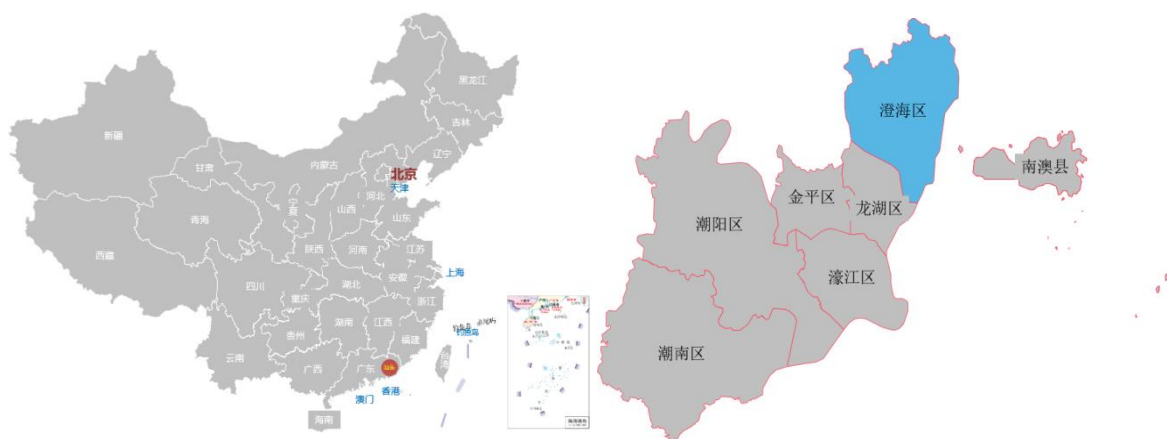 黑龙江
吉林
辽宁
新疆
甘肃
内蒙古
北京
天津
河北
山西
宁夏
青海
山东
陕西
河南
江苏
西藏
安徽
上海
四川
湖北
重庆
浙江
湖南
江西
贵州
福建
云南
台湾
广西
广东
汕头
香港
澳门
海南
澄海区
南澳县
金平区
龙湖区
潮阳区
濠江区
潮南区